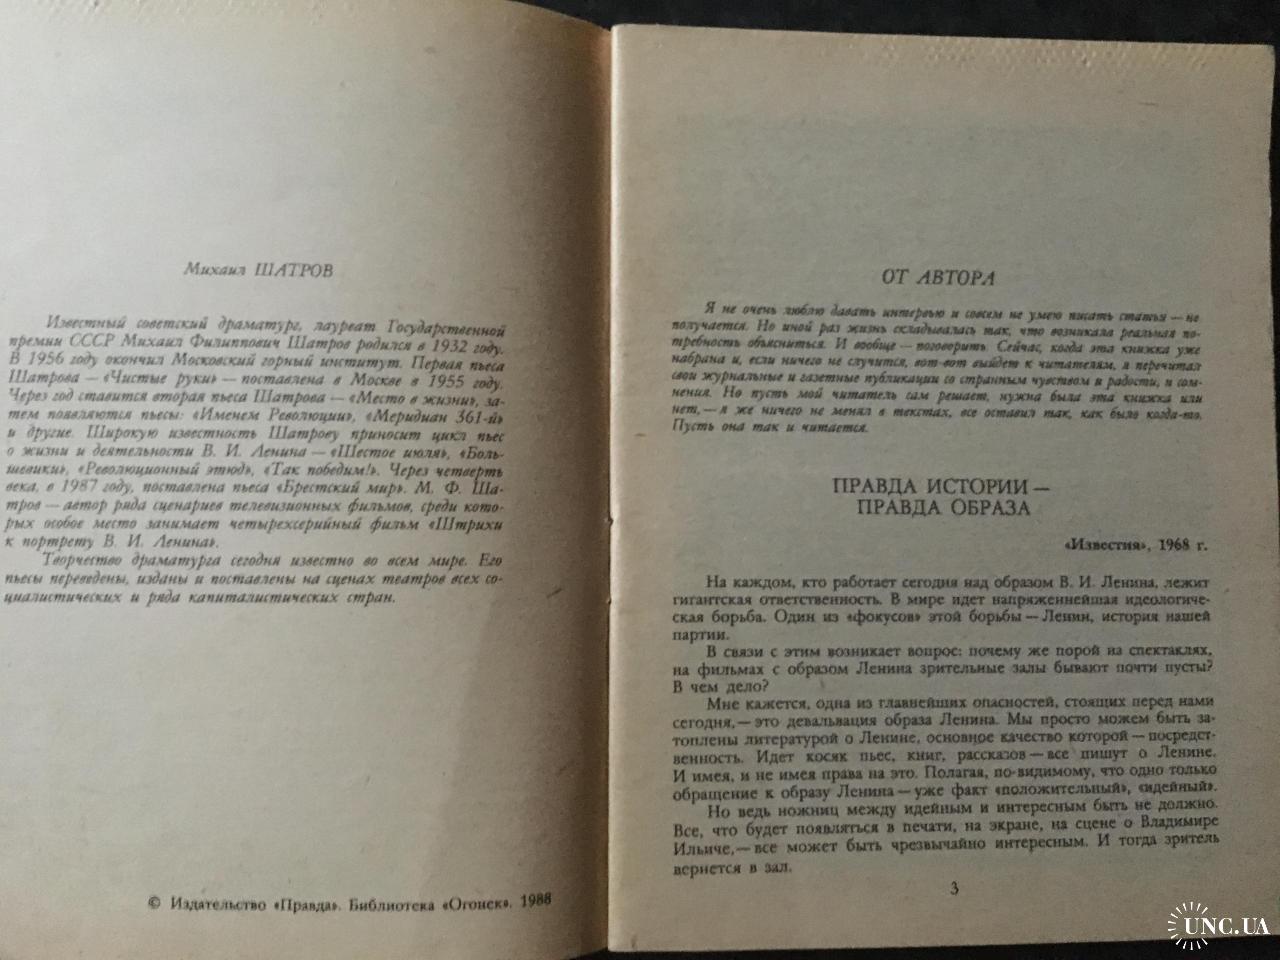 Михаил ШАТРОВ
Известный советский драматург, лауреат Государственной
премии СССР Михаил Филиппович Шатров родился в 1932 году.
В 1956 году окончил Московский горный институт. Первая пьеса
Шатрова — «Чистые руки» — поставлена в Москве в 1955 году.
Через год ставится вторая пьеса Шатрова — «Место в жизни», за-
тем появляются пьесы: «Именем Революции», «Меридиан 361-й»
и другие. Широкую известность Шатрову приносит цикл пьес
о жизни и деятельности В. И. Ленина — «Шестое июля», «Боль-
шевики», «Революционный этюд», «Так победим!». Через четверть
века, в 1987 году, поставлена пьеса «Брестский мир». М. Ф. Ша-
тров — автор ряда сценариев телевизионных фильмов, среди кото-
рых особое место занимает четырехсерийный фильм «Штрихи
к портрету В. И. Ленина».
Творчество драматурга сегодня известно во всем мире. Его
пьесы переведены, изданы и поставлены на сценах театров всех со-
циалистических и ряда капиталистических стран.
© Издательство «Правда». Библиотека «Огонек». 1988
ОТ АВТОРА
Я не очень люблю давать интервью и совсем не умею писать статьи — не
получается. Но иной раз жизнь складывалась так, что возникала реальная по-
требность объясниться. И вообще — поговорить. Сейчас, когда эта книжка уже
набрана и, если ничего не случится, вот-вот выйдет к читателям, я перечитал
свои журнальные и газетные публикации со странным чувством и радости, и сом-
нения. Но пусть мой читатель сам решает, нужна была эта книжка или
нет, — я же ничего не менял в текстах, все оставил так, как было когда-то.
Пусть она так и читается.
ПРАВДА ИСТОРИИ —
ПРАВДА ОБРАЗА
«Известия», 1968 г.
На каждом, кто работает сегодня над образом В. И. Ленина, лежит
гигантская ответственность. В мире идет напряженнейшая идеологиче-
ская борьба. Один из «фокусов» этой борьбы — Ленин, история нашей
партии.
В связи с этим возникает вопрос: почему же порой на спектаклях,
на фильмах с образом Ленина зрительные залы бывают почти пусты?
В чем дело?
Мне кажется, одна из главнейших опасностей, стоящих перед нами
сегодня, — это девальвация образа Ленина. Мы просто можем быть за-
топлены литературой о Ленине, основное качество которой — посредст-
венность. Идет косяк пьес, книг, рассказов — все пишут о Ленине.
И имея, и не имея права на это. Полагая, по-видимому, что одно только
обращение к образу Ленина — уже факт «положительный», «идейный».
Но ведь ножниц между идейным и интересным быть не должно.
Все, что будет появляться в печати, на экране, на сцене о Владимире
Ильиче, — все может быть чрезвычайно интересным. И тогда зритель
вернется в зал.
3
UNC.UA